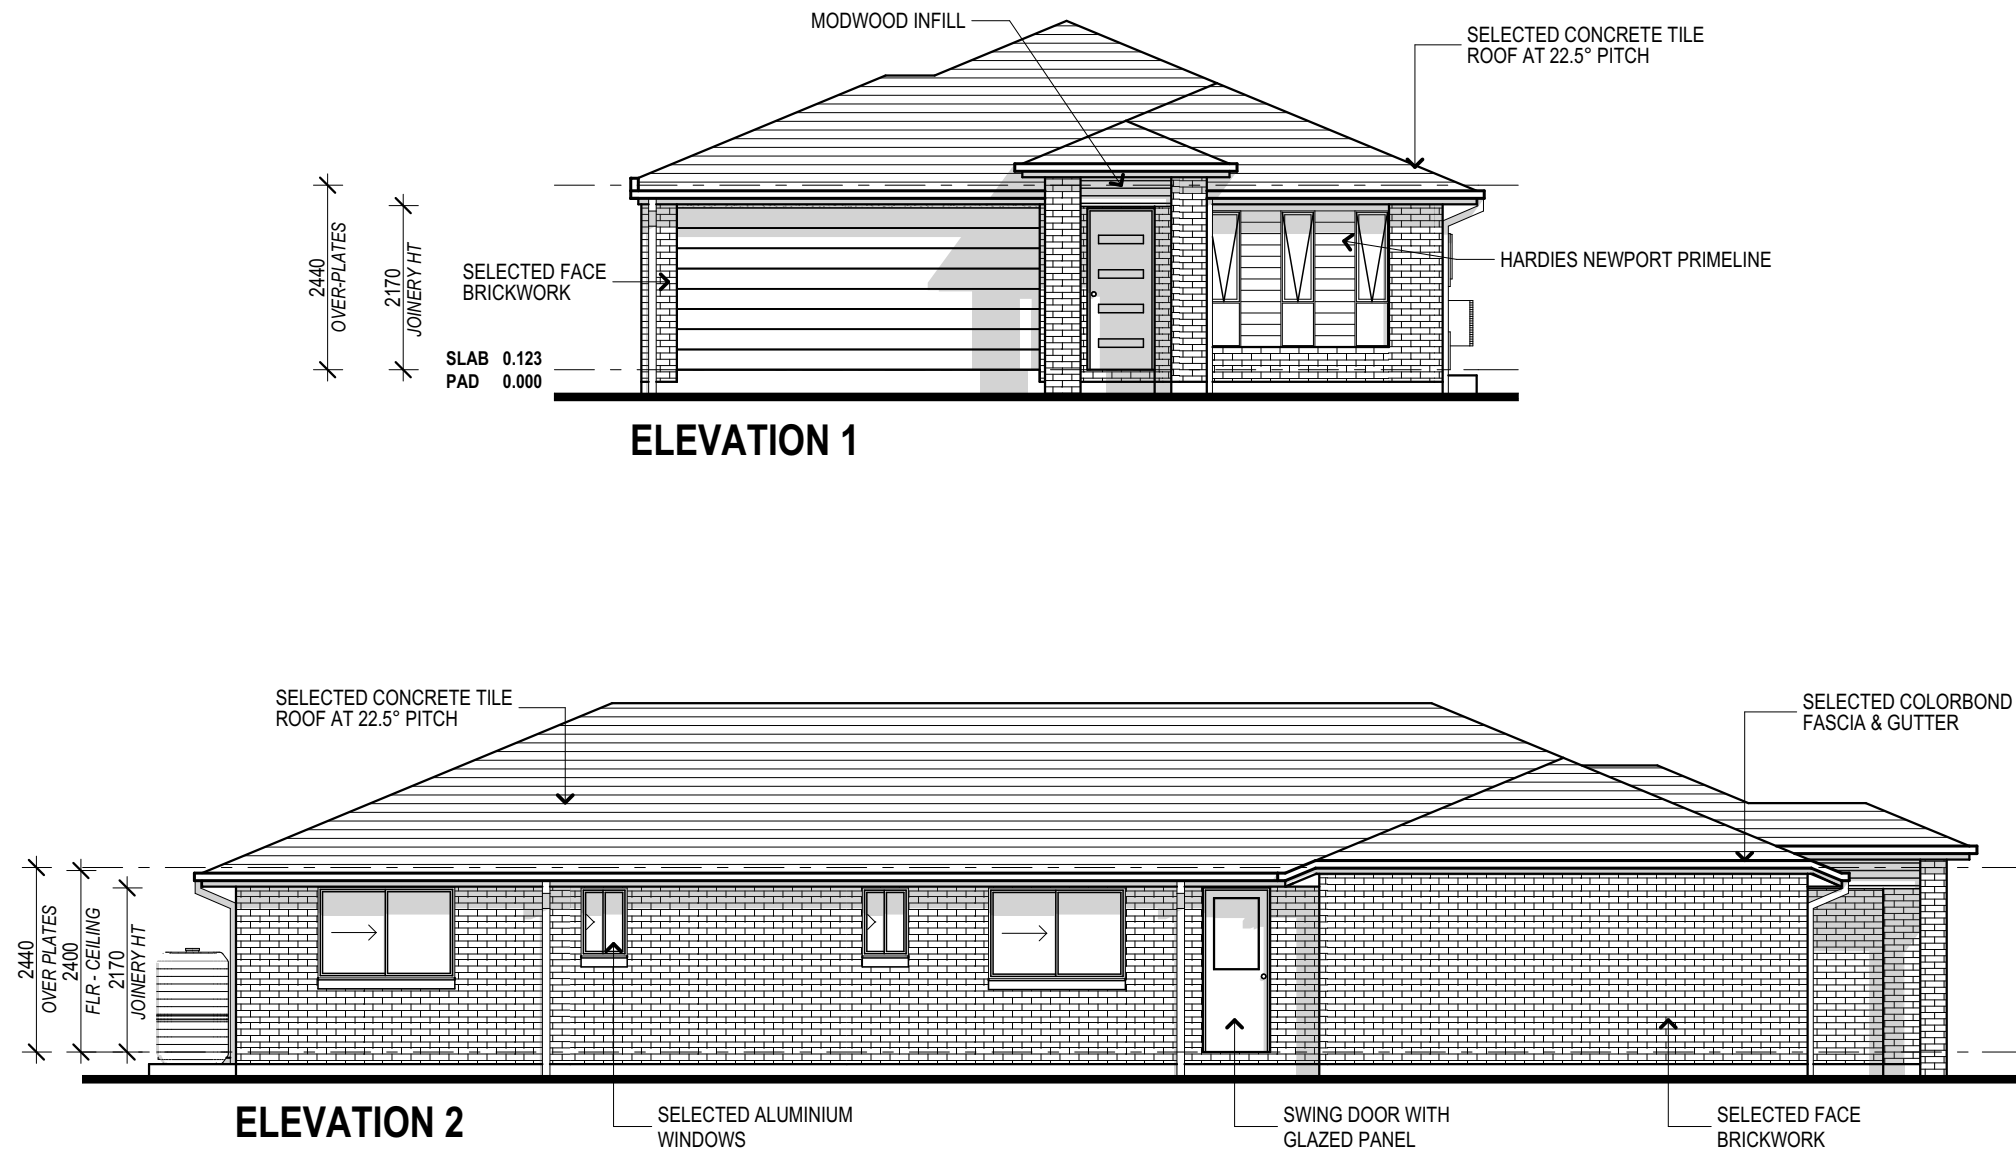 MODWOOD INFILL
SELECTED CONCRETE TILE
ROOF AT 22.5° PITCH
2440
OVER-PLATES
2170
JOINERY HT
SELECTED FACE
BRICKWORK
HARDIES NEWPORT PRIMELINE
SLAB 0.123
PAD 0.000
ELEVATION 1
SELECTED CONCRETE TILE
ROOF AT 22.5° PITCH
SELECTED COLORBOND
FASCIA & GUTTER
2440
OVER PLATES
2400
FLR - CEILING
2170
JOINERY HT
ELEVATION 2
SELECTED ALUMINIUM
WINDOWS
SWING DOOR WITH
GLAZED PANEL
SELECTED FACE
BRICKWORK